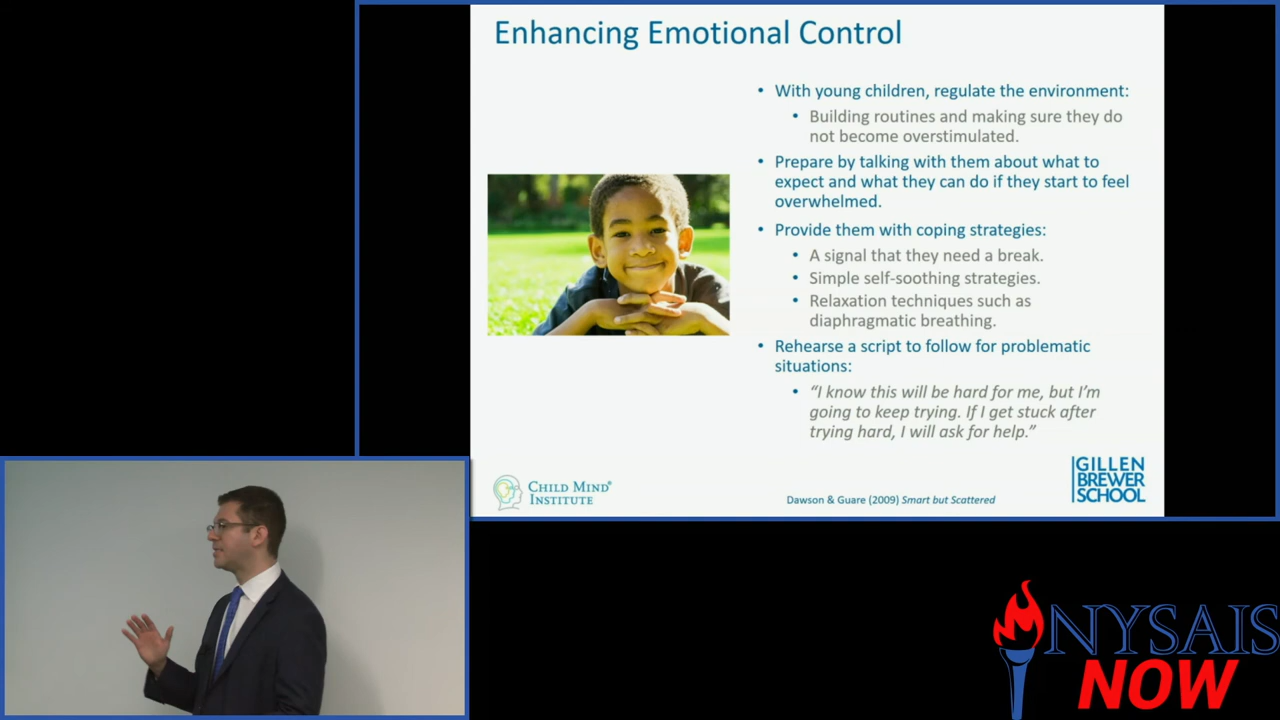 Enhancing Emotional Control
• With young children, regulate the environment:
• Building routines and making sure they do
not become overstimulated.
• Prepare by talking with them about what to
expect and what they can do if they start to feel
overwhelmed.
• Provide them with coping strategies:
• A signal that they need a break.
• Simple self-soothing strategies.
• Relaxation techniques such as
diaphragmatic breathing.
• Rehearse a script to follow for problematic
situations:
• “I know this will be hard for me, but I’m
going to keep trying. If I get stuck after
trying hard, I will ask for help.”
CHILD MIND®
INSTITUTE
Dawson & Guare (2009) Smart but Scattered
GILLEN
BREWER
SCHOOL
NYSAIS
NOW